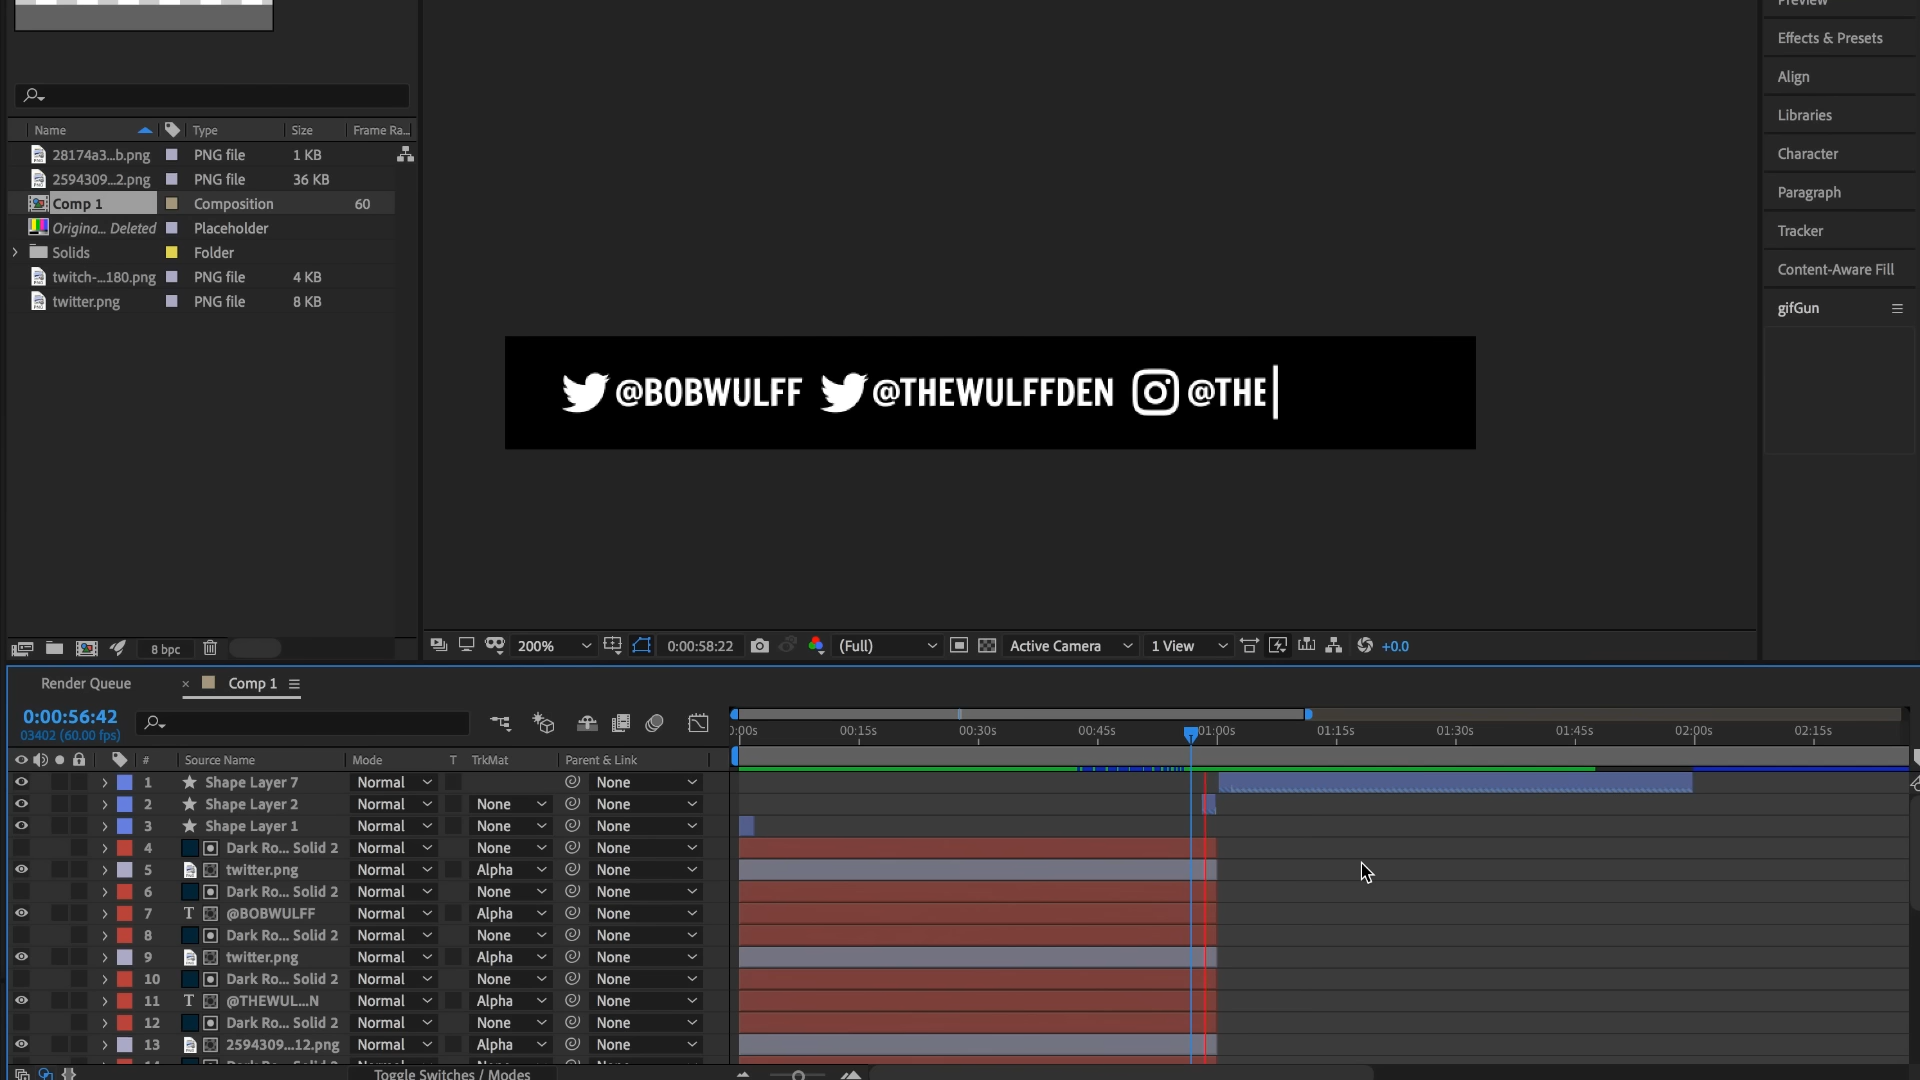 Preview
Effects & Presets
Align
Libraries
Character
Paragraph
Tracker
Content-Aware Fill
gifGun
Name Type Size Frame Ra...
28174a3...b.png PNG file 1 KB
2594309...2.png PNG file 36 KB
Comp 1 Composition 60
Origina... Deleted Placeholder
Solids Folder
twitch-...180.png PNG file 4 KB
twitter.png PNG file 8 KB
@BOBWULFF @THEWULFFDEN @THE
8 bpc
200% 0:00:58:22 (Full) Active Camera 1 View +0.0
Render Queue × Comp 1
0:00:56:42
03402 (60.00 fps)
):00s 00:15s 00:30s 00:45s 01:00s 01:15s 01:30s 01:45s 02:00s 02:15s
# Source Name Mode T TrkMat Parent & Link
1 Shape Layer 7 Normal None
2 Shape Layer 2 Normal None None
3 Shape Layer 1 Normal None None
4 Dark Ro... Solid 2 Normal None None
5 twitter.png Normal Alpha None
6 Dark Ro... Solid 2 Normal None None
7 T @BOBWULFF Normal Alpha None
8 Dark Ro... Solid 2 Normal None None
9 twitter.png Normal Alpha None
10 Dark Ro... Solid 2 Normal None None
11 T @THEWUL...N Normal Alpha None
12 Dark Ro... Solid 2 Normal None None
13 2594309...12.png Normal Alpha None
Toggle Switches / Modes